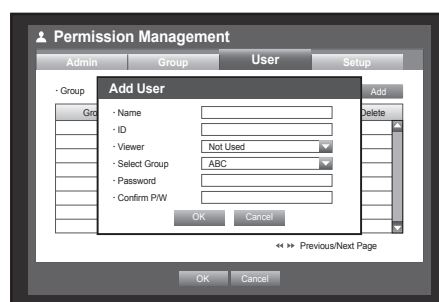 Permission Management
Admin Group User Setup
· Group Add
Gro Delete
Add User
· Name
· ID
· Viewer Not Used
· Select Group ABC
· Password
· Confirm P/W
OK Cancel
Previous/Next Page
OK Cancel